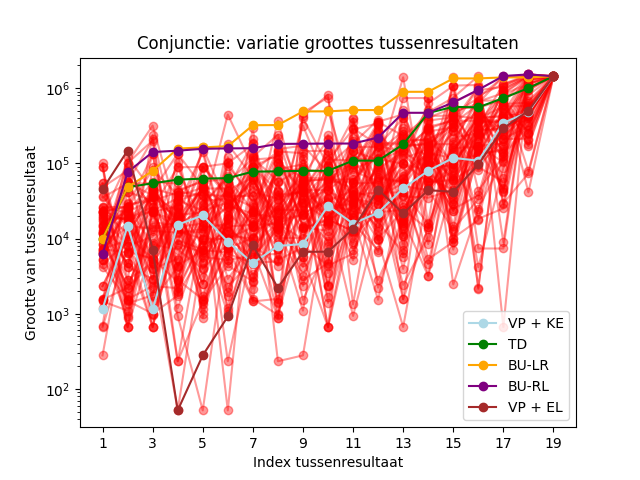 Conjunctie: variatie groottes tussenresultaten
Grootte van tussenresultaat
10^6
10^5
10^4
10^3
10^2
VP + KE
TD
BU-LR
BU-RL
VP + EL
1 3 5 7 9 11 13 15 17 19
Index tussenresultaat